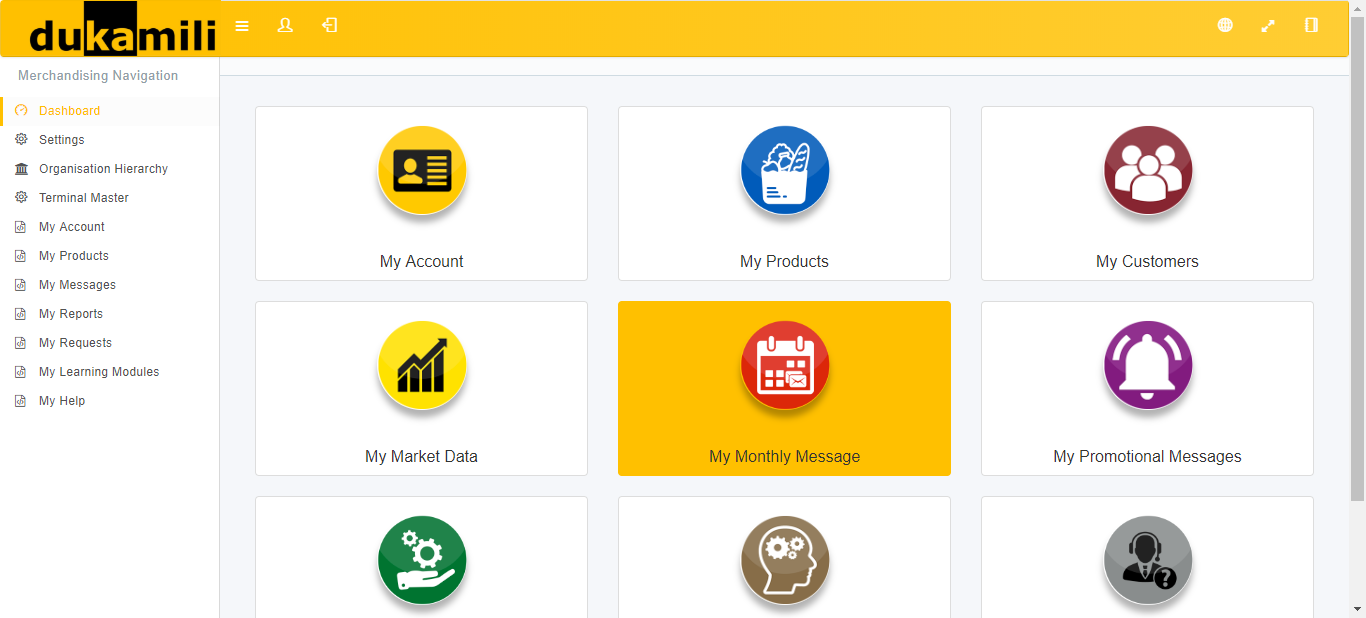 dukamili
Merchandising Navigation
Dashboard
Settings
Organisation Hierarchy
Terminal Master
My Account
My Products
My Messages
My Reports
My Requests
My Learning Modules
My Help
My Account
My Products
My Customers
My Market Data
My Monthly Message
My Promotional Messages
?